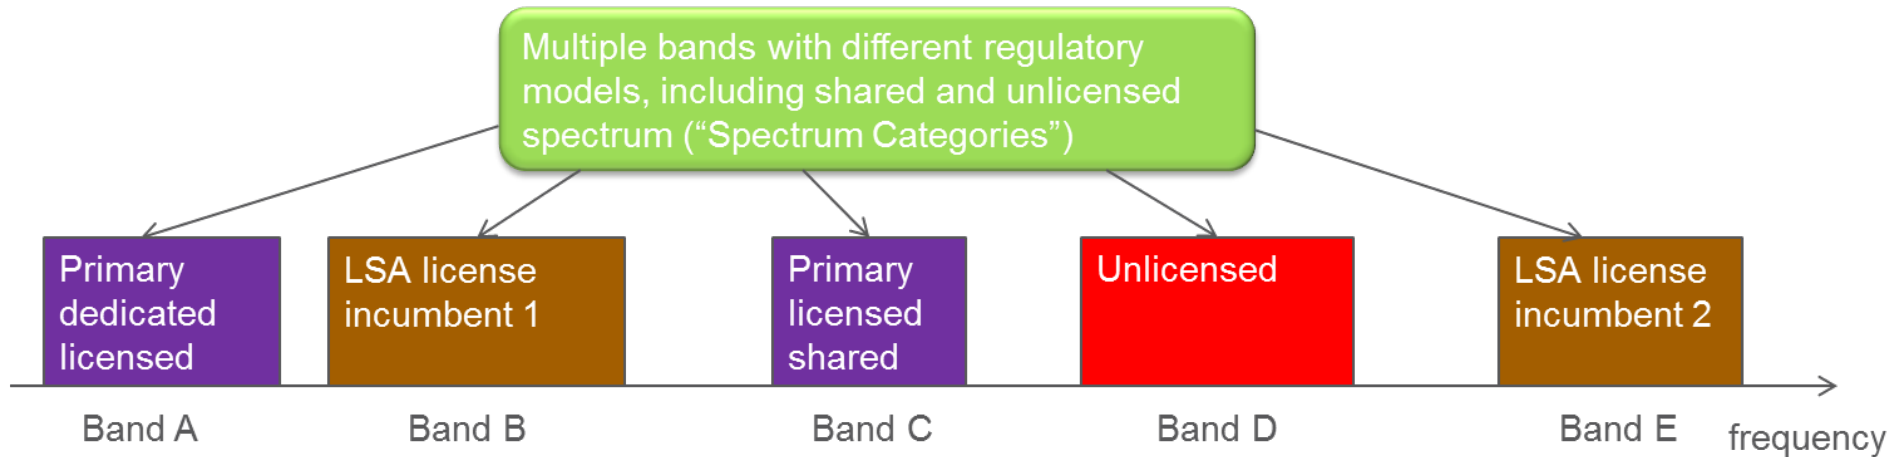 Multiple bands with different regulatory
models, including shared and unlicensed
spectrum (“Spectrum Categories”)
Primary
dedicated
licensed
LSA license
incumbent 1
Primary
licensed
shared
Unlicensed
LSA license
incumbent 2
Band A
Band B
Band C
Band D
Band E
frequency